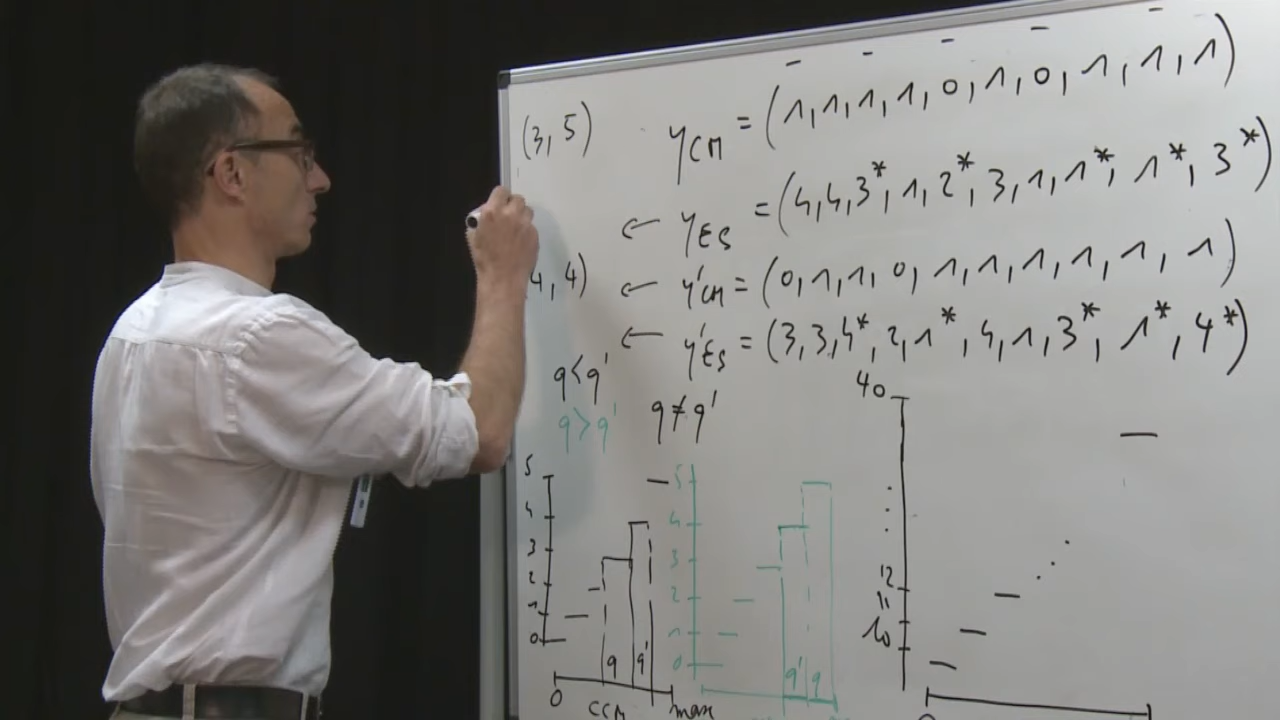 (3, 5)
y_CM = (1, 1, 1, 1, 0, 1, 0, 1, 1, 1)
← y_ES = (4, 4, 3*, 1, 2*, 3, 1, 1*, 1*, 3*)
4, 4) ← y'_CM = (0, 1, 1, 0, 1, 1, 1, 1, 1, 1)
← y'_ES = (3, 3, 4*, 2, 1*, 4, 1, 3*, 1*, 4*)
q < q'
q > q'
q ≠ q'
5
4
3
2
1
0
q q'
0 CCM max
5
4
3
2
1
0
q' q
40
12
11
10
0